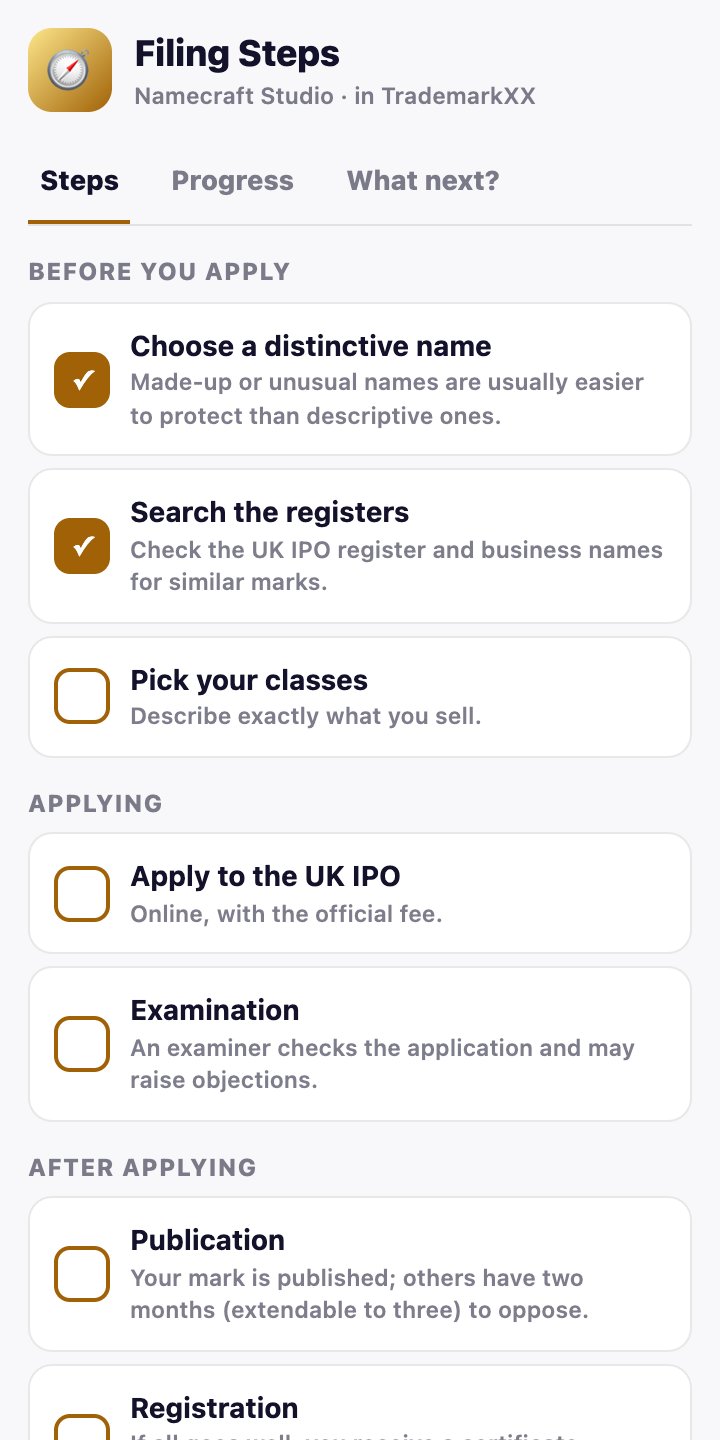 Filing Steps
Namecraft Studio · in TrademarkXX
Steps Progress What next?
BEFORE YOU APPLY
Choose a distinctive name
Made-up or unusual names are usually easier
to protect than descriptive ones.
Search the registers
Check the UK IPO register and business names
for similar marks.
Pick your classes
Describe exactly what you sell.
APPLYING
Apply to the UK IPO
Online, with the official fee.
Examination
An examiner checks the application and may
raise objections.
AFTER APPLYING
Publication
Your mark is published; others have two
months (extendable to three) to oppose.
Registration